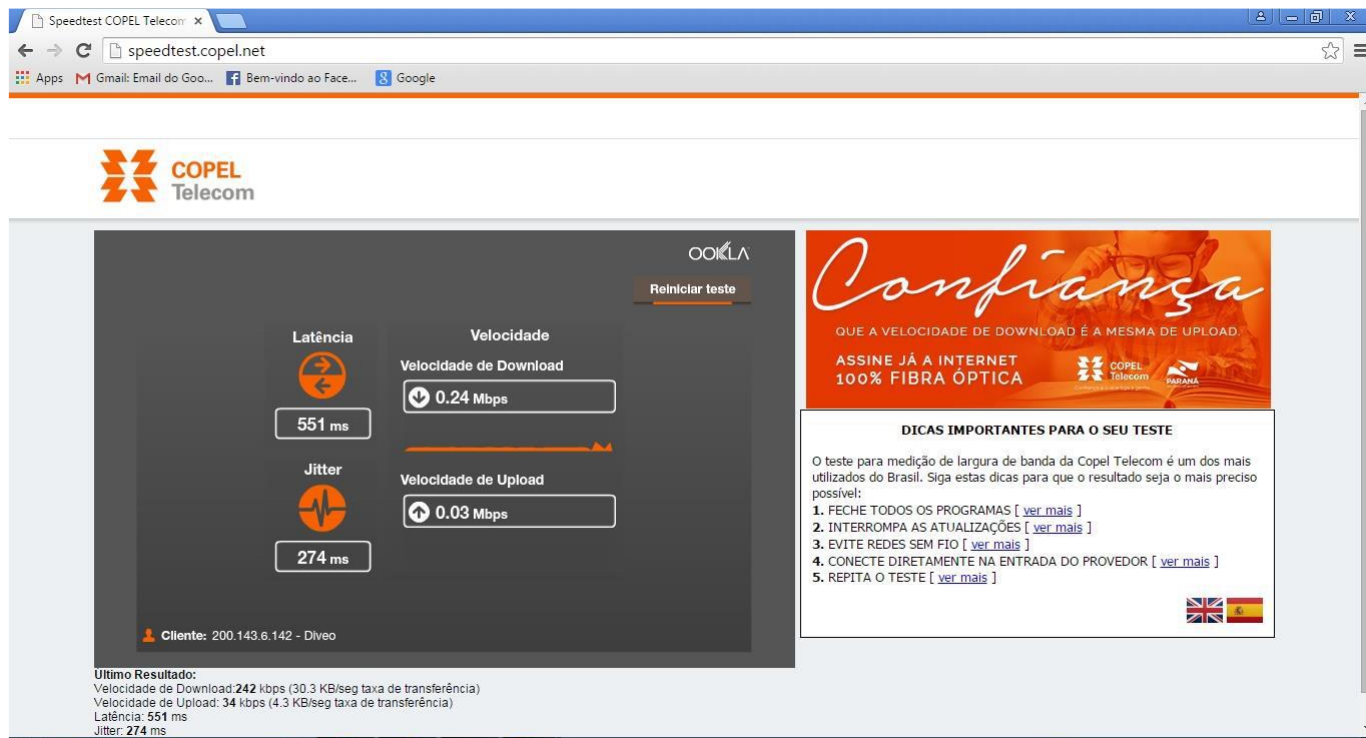 Speedtest COPEL Telecom
speedtest.copel.net
Apps
Gmail: Email do Goo...
Bem-vindo ao Face...
Google
COPEL
Telecom
OOKLA
Reiniciar teste
Latência
551 ms
Jitter
274 ms
Velocidade
Velocidade de Download
0.24 Mbps
Velocidade de Upload
0.03 Mbps
Cliente: 200.143.6.142 - Diveo
Último Resultado:
Velocidade de Download:242 kbps (30.3 KB/seg taxa de transferência)
Velocidade de Upload: 34 kbps (4.3 KB/seg taxa de transferência)
Latência: 551 ms
Jitter: 274 ms
Confiança
QUE A VELOCIDADE DE DOWNLOAD É A MESMA DE UPLOAD.
ASSINE JÁ A INTERNET
100% FIBRA ÓPTICA
COPEL
Telecom
PARANÁ
DICAS IMPORTANTES PARA O SEU TESTE
O teste para medição de largura de banda da Copel Telecom é um dos mais
utilizados do Brasil. Siga estas dicas para que o resultado seja o mais preciso
possível:
1. FECHE TODOS OS PROGRAMAS [ ver mais ]
2. INTERROMPA AS ATUALIZAÇÕES [ ver mais ]
3. EVITE REDES SEM FIO [ ver mais ]
4. CONECTE DIRETAMENTE NA ENTRADA DO PROVEDOR [ ver mais ]
5. REPITA O TESTE [ ver mais ]